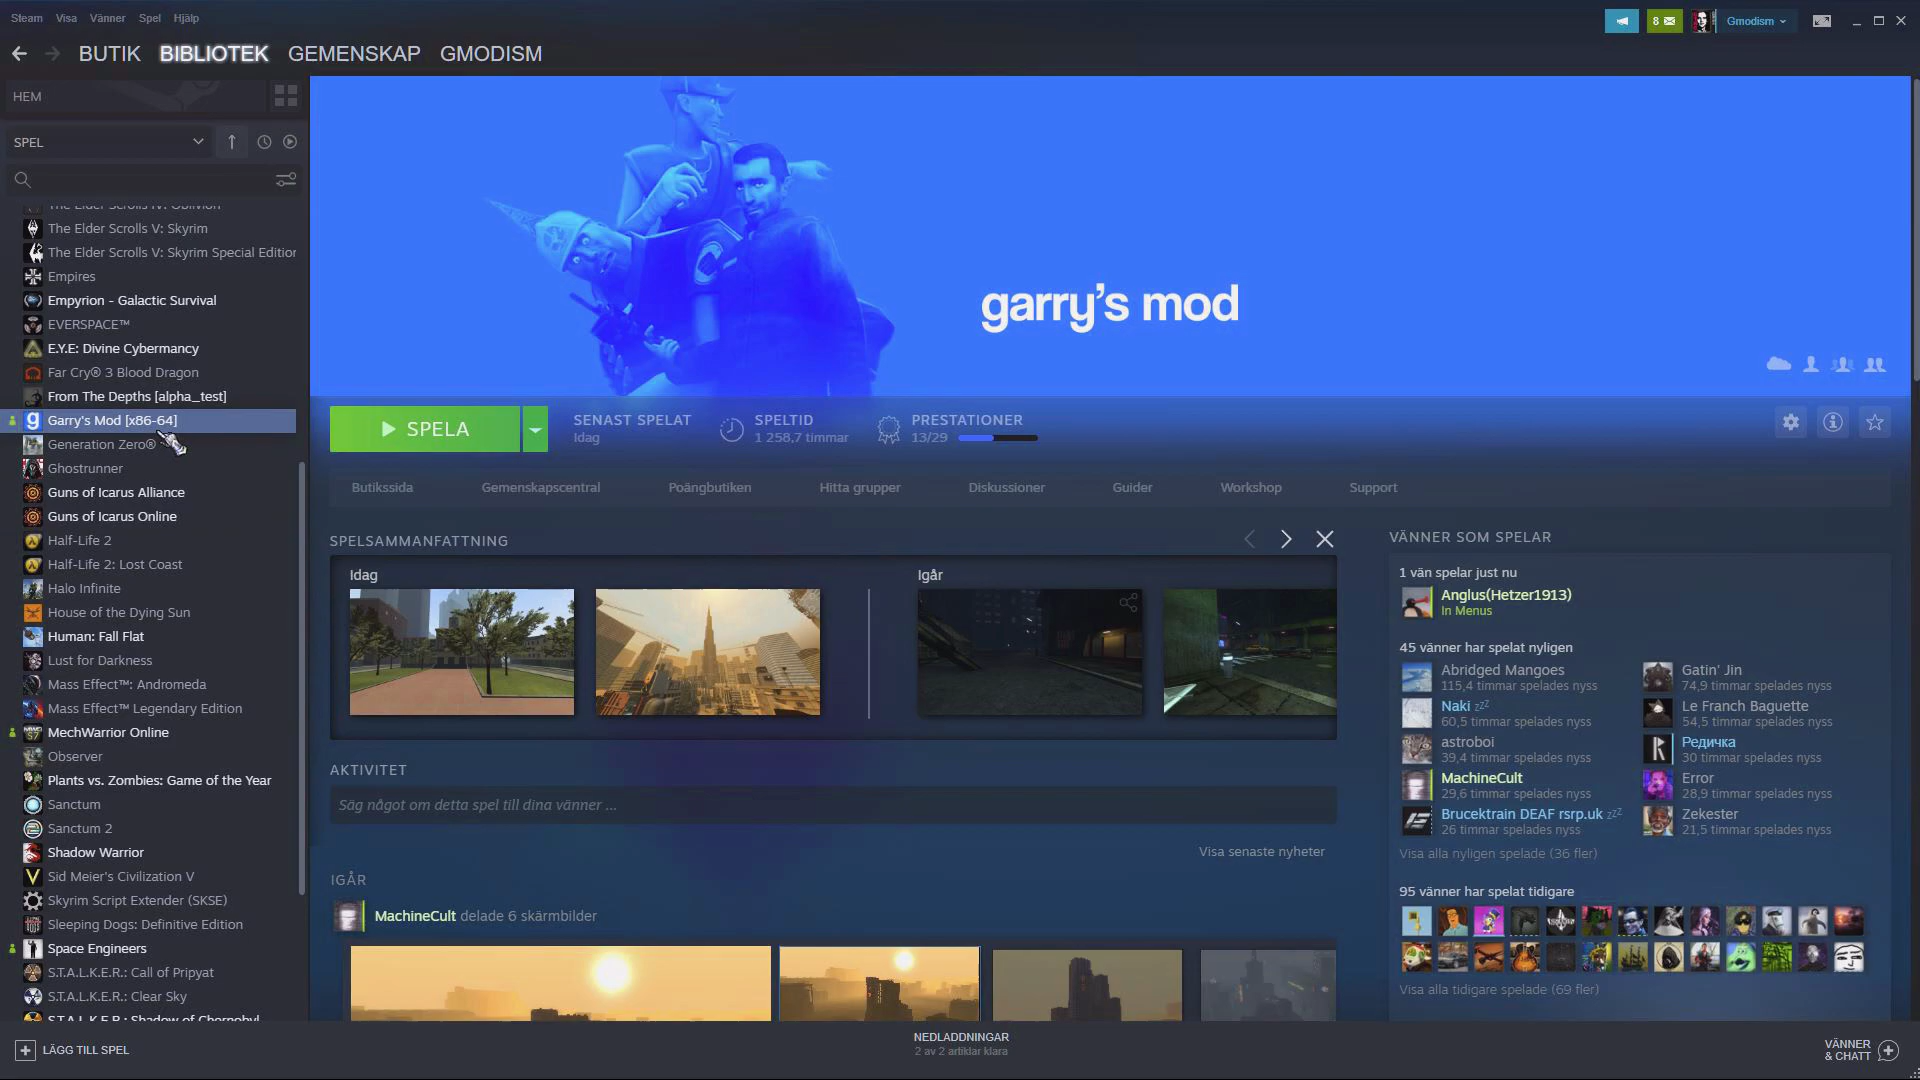 Steam Visa Vänner Spel Hjälp
8 Gmodism
BUTIK BIBLIOTEK GEMENSKAP GMODISM
HEM
SPEL
The Elder Scrolls IV: Oblivion
The Elder Scrolls V: Skyrim
The Elder Scrolls V: Skyrim Special Edition
Empires
Empyrion - Galactic Survival
EVERSPACE™
E.Y.E: Divine Cybermancy
Far Cry® 3 Blood Dragon
From The Depths [alpha_test]
Garry's Mod [x86-64]
Generation Zero®
Ghostrunner
Guns of Icarus Alliance
Guns of Icarus Online
Half-Life 2
Half-Life 2: Lost Coast
Halo Infinite
House of the Dying Sun
Human: Fall Flat
Lust for Darkness
Mass Effect™: Andromeda
Mass Effect™ Legendary Edition
MechWarrior Online
Observer
Plants vs. Zombies: Game of the Year
Sanctum
Sanctum 2
Shadow Warrior
Sid Meier's Civilization V
Skyrim Script Extender (SKSE)
Sleeping Dogs: Definitive Edition
Space Engineers
S.T.A.L.K.E.R.: Call of Pripyat
S.T.A.L.K.E.R.: Clear Sky
S.T.A.L.K.E.R.: Shadow of Chernobyl
LÄGG TILL SPEL
garry's mod
SPELA
SENAST SPELAT
Idag
SPELTID
1 258,7 timmar
PRESTATIONER
13/29
Butikssida Gemenskapscentral Poängbutiken Hitta grupper Diskussioner Guider Workshop Support
SPELSAMMANFATTNING
Idag
Igår
AKTIVITET
Säg något om detta spel till dina vänner ...
Visa senaste nyheter
IGÅR
MachineCult delade 6 skärmbilder
VÄNNER SOM SPELAR
1 vän spelar just nu
Anglus(Hetzer1913)
In Menus
45 vänner har spelat nyligen
Abridged Mangoes
115,4 timmar spelades nyss
Gatin' Jin
74,9 timmar spelades nyss
Naki zzZ
60,5 timmar spelades nyss
Le Franch Baguette
54,5 timmar spelades nyss
astroboi
39,4 timmar spelades nyss
Редичка
30 timmar spelades nyss
MachineCult
29,6 timmar spelades nyss
Error
28,9 timmar spelades nyss
Brucektrain DEAF rsrp.uk zzZ
26 timmar spelades nyss
Zekester
21,5 timmar spelades nyss
Visa alla nyligen spelade (36 fler)
95 vänner har spelat tidigare
Visa alla tidigare spelade (69 fler)
NEDLADDNINGAR
2 av 2 artiklar klara
VÄNNER
& CHATT